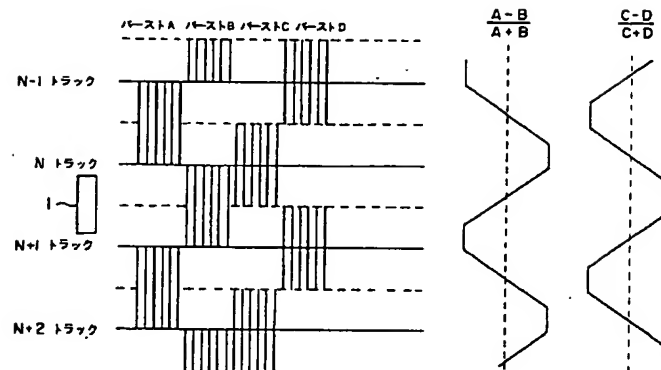 バーストA バーストB バーストC バーストD
A-B
A+B
C-D
C+D
N-1 トラック
N トラック
1
N+1 トラック
N+2 トラック